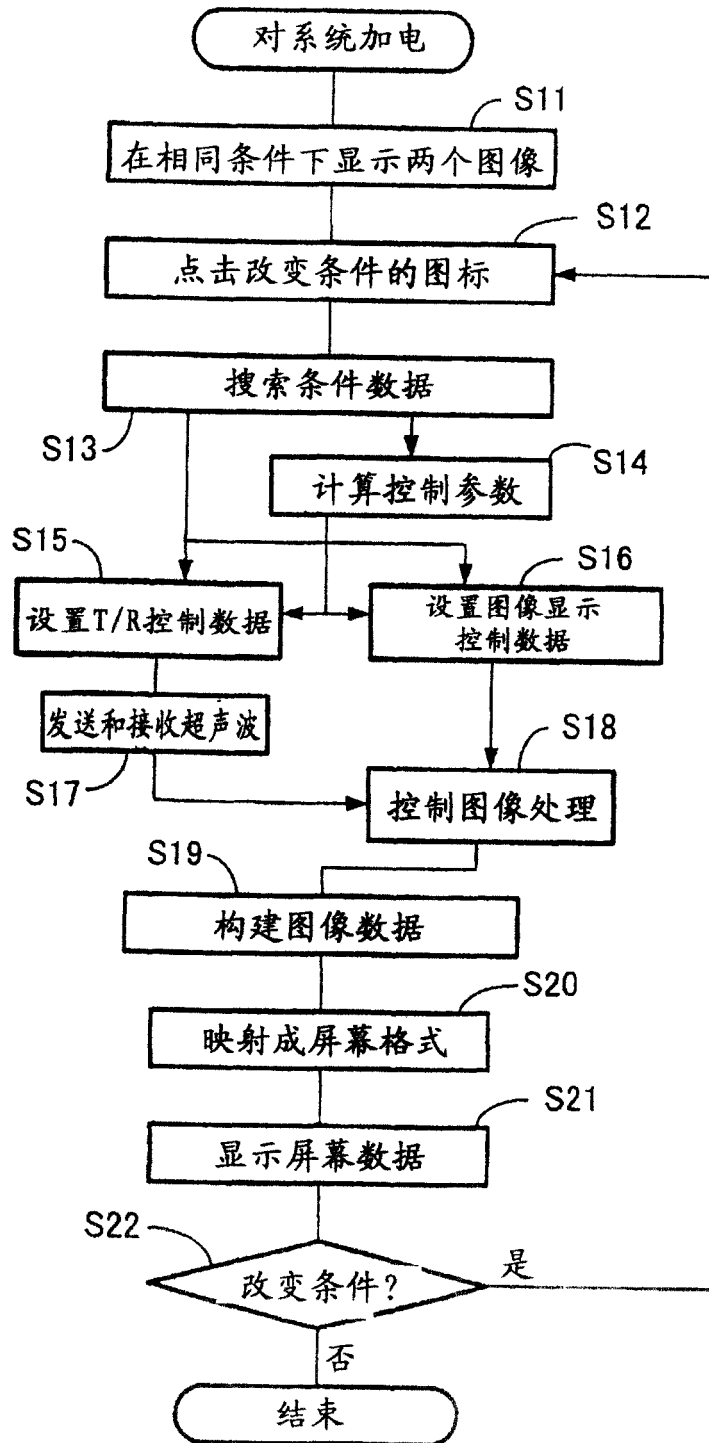 对系统加电
S11
在相同条件下显示两个图像
S12
点击改变条件的图标
搜索条件数据
S13
S14
计算控制参数
S15
S16
设置T/R控制数据
设置图像显示
控制数据
发送和接收超声波
S17
S18
控制图像处理
S19
构建图像数据
S20
映射成屏幕格式
S21
显示屏幕数据
S22
改变条件?
是
否
结束